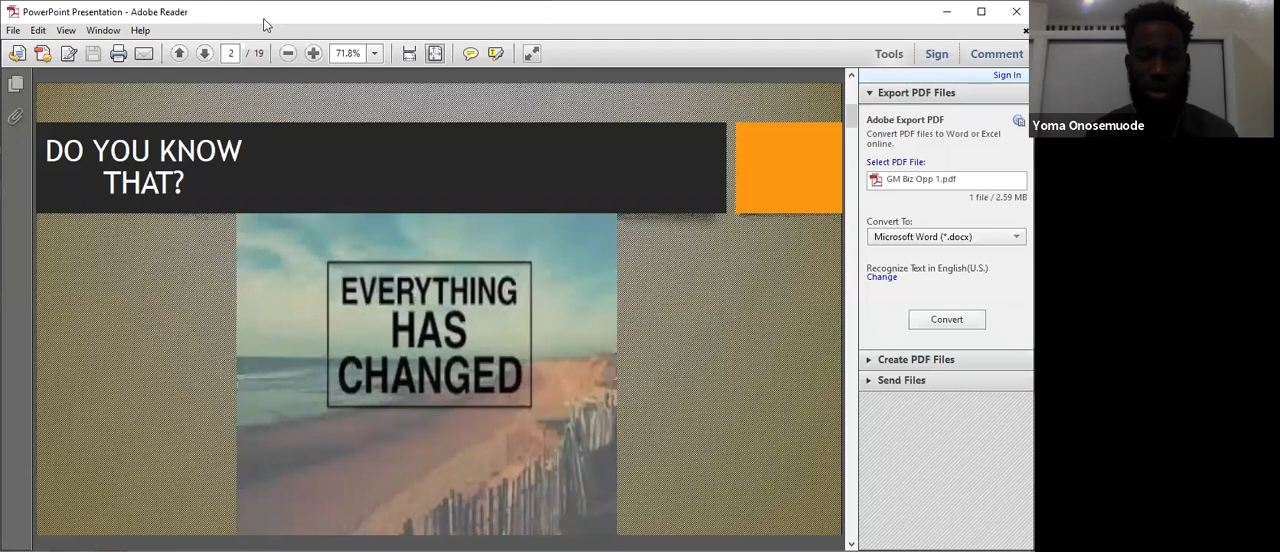 PowerPoint Presentation - Adobe Reader
File Edit View Window Help
2 / 19
71.8%
Tools Sign Comment
Sign In
DO YOU KNOW
THAT?
EVERYTHING
HAS
CHANGED
Export PDF Files
Adobe Export PDF
Convert PDF files to Word or Excel
online.
Select PDF File:
GM Biz Opp 1.pdf
1 file / 2.59 MB
Convert To:
Microsoft Word (*.docx)
Recognize Text in English(U.S.)
Change
Convert
Create PDF Files
Send Files
Yoma Onosemuode